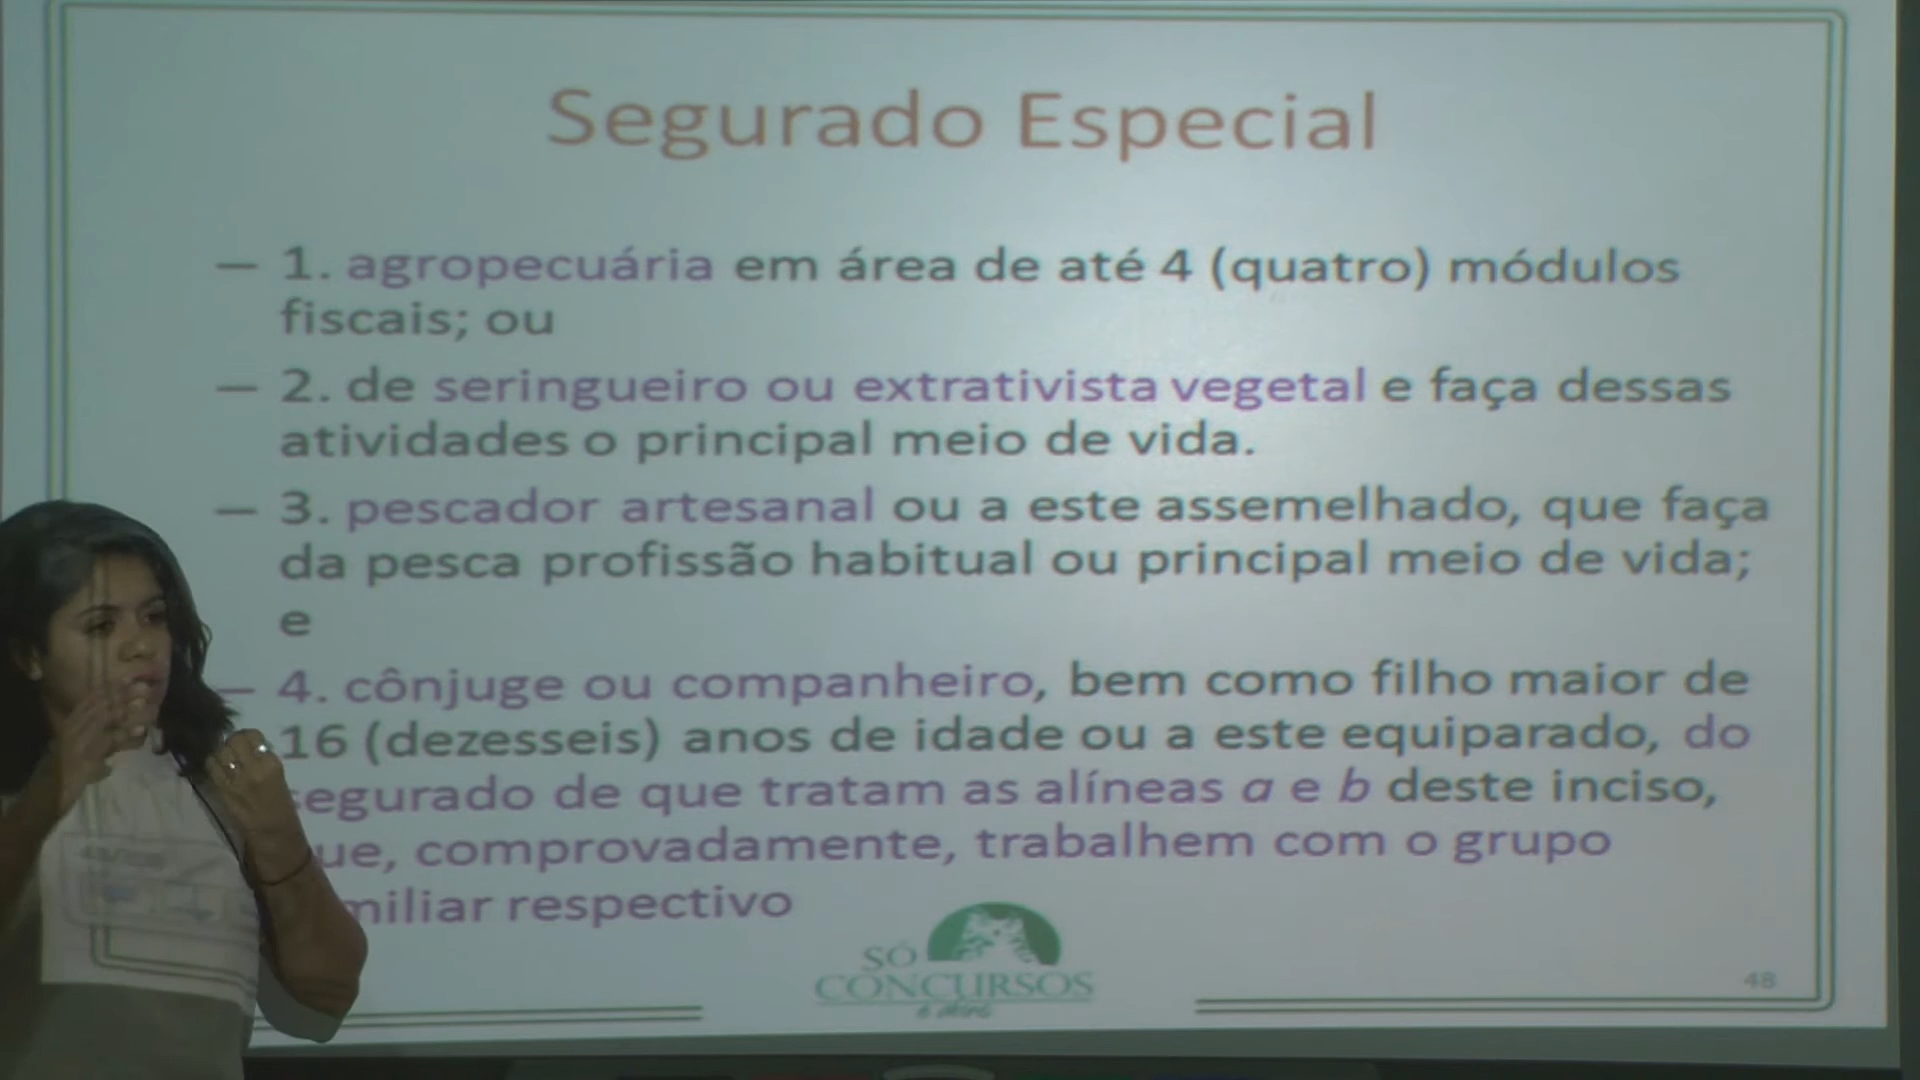 Segurado Especial
— 1. agropecuária em área de até 4 (quatro) módulos
fiscais; ou
— 2. de seringueiro ou extrativista vegetal e faça dessas
atividades o principal meio de vida.
— 3. pescador artesanal ou a este assemelhado, que faça
da pesca profissão habitual ou principal meio de vida;
e
— 4. cônjuge ou companheiro, bem como filho maior de
16 (dezesseis) anos de idade ou a este equiparado, do
segurado de que tratam as alíneas a e b deste inciso,
ue, comprovadamente, trabalhem com o grupo
miliar respectivo
SÓ
CONCURSOS
48